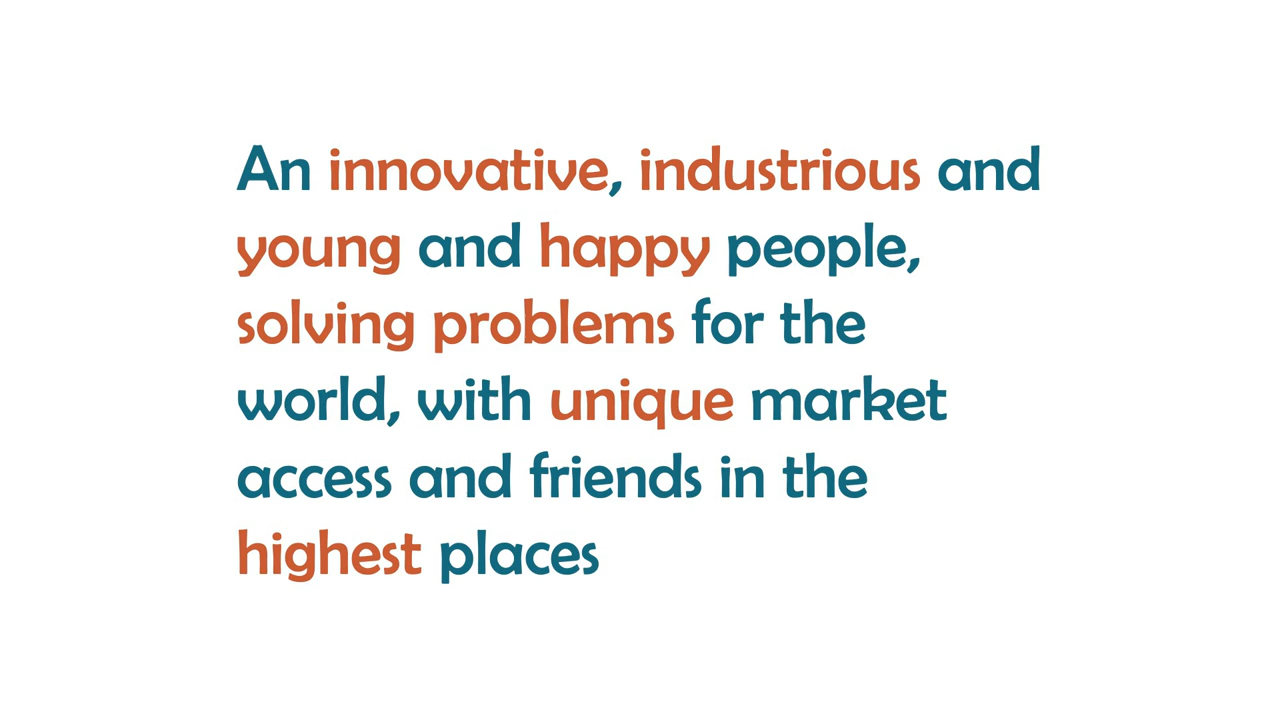 An innovative, industrious and
young and happy people,
solving problems for the
world, with unique market
access and friends in the
highest places